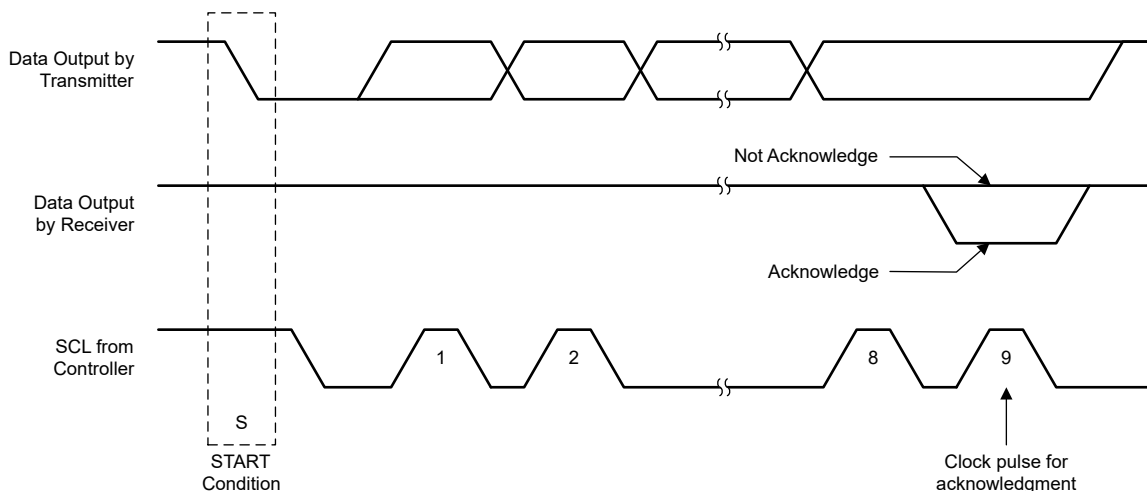 Data Output by
Transmitter
Not Acknowledge
Data Output
by Receiver
Acknowledge
SCL from
Controller
1
2
8
9
S
START
Condition
Clock pulse for
acknowledgment